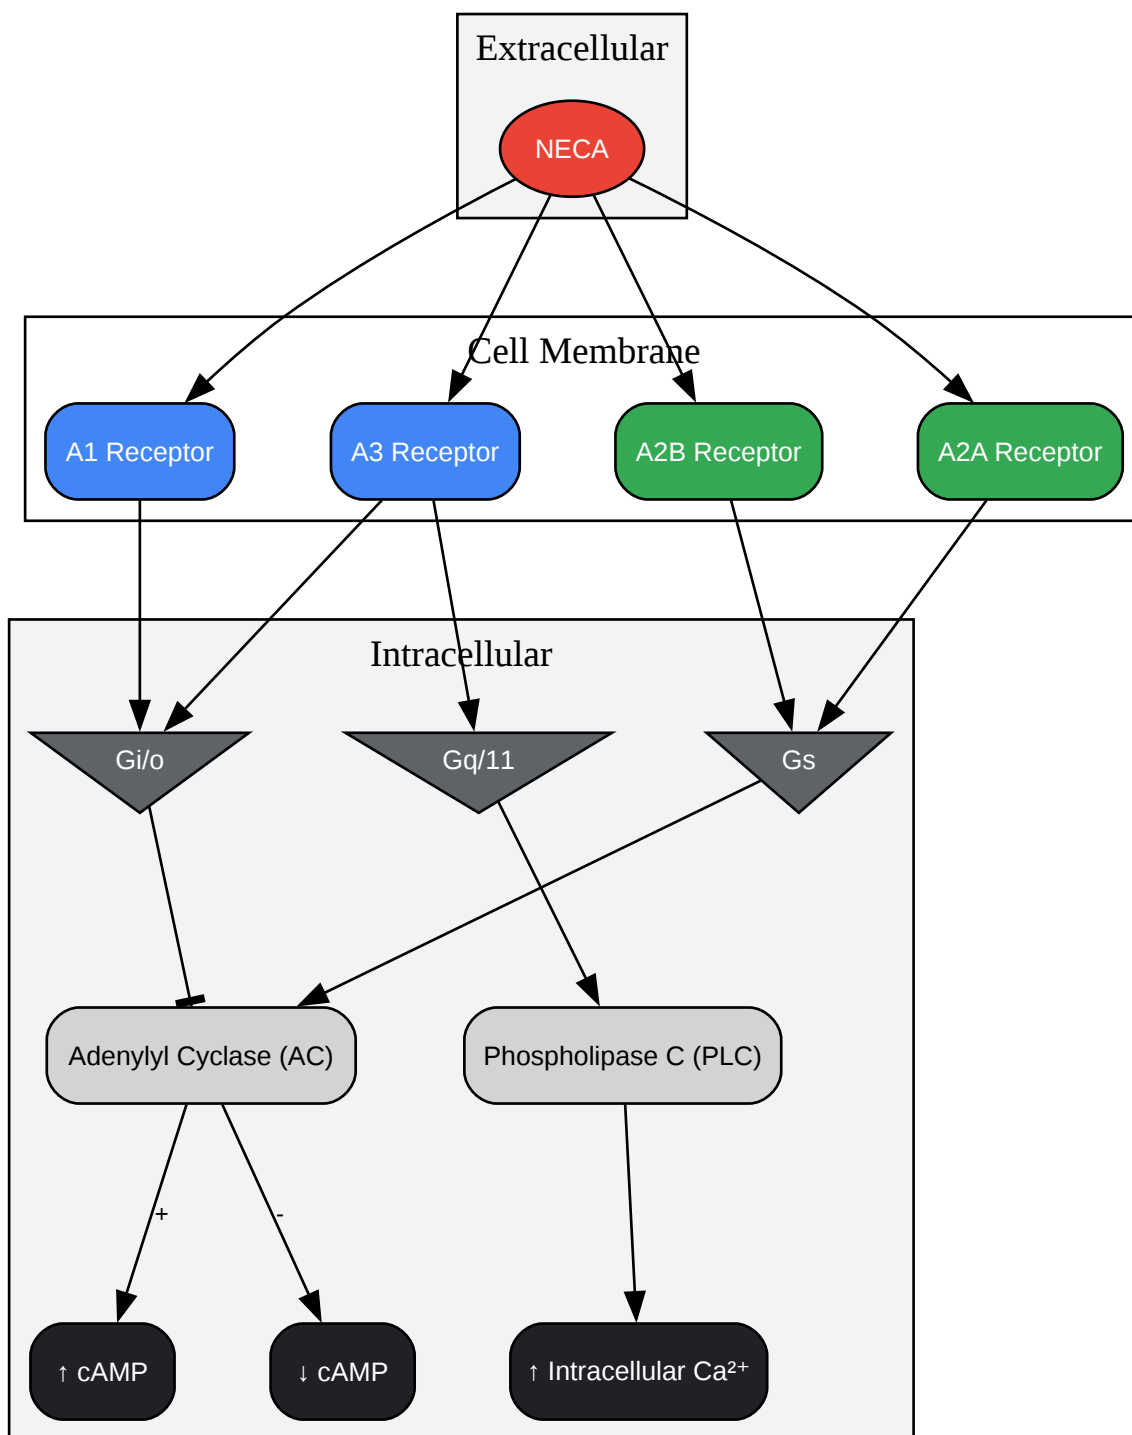 Extracellular
NECA
Cell Membrane
A1 Receptor
A3 Receptor
A2B Receptor
A2A Receptor
Intracellular
Gi/o
Gq/11
Gs
Adenylyl Cyclase (AC)
Phospholipase C (PLC)
+
-
↑ cAMP
↓ cAMP
↑ Intracellular Ca²⁺